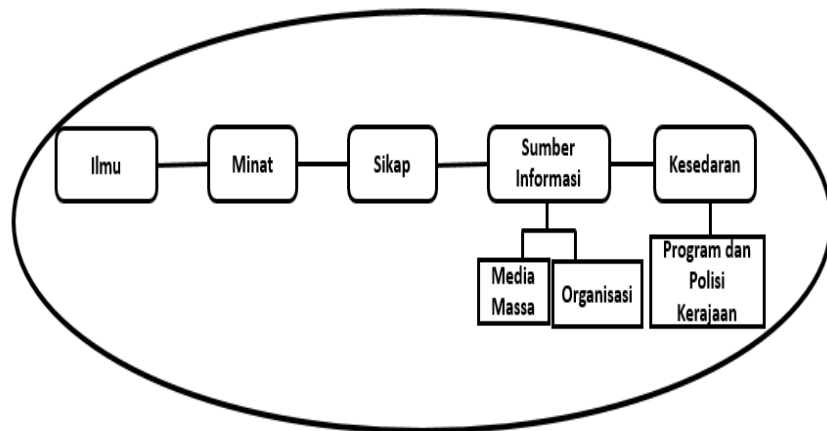 Ilmu
Minat
Sikap
Sumber
Informasi
Kesedaran
Media
Massa
Organisasi
Program dan
Polisi
Kerajaan